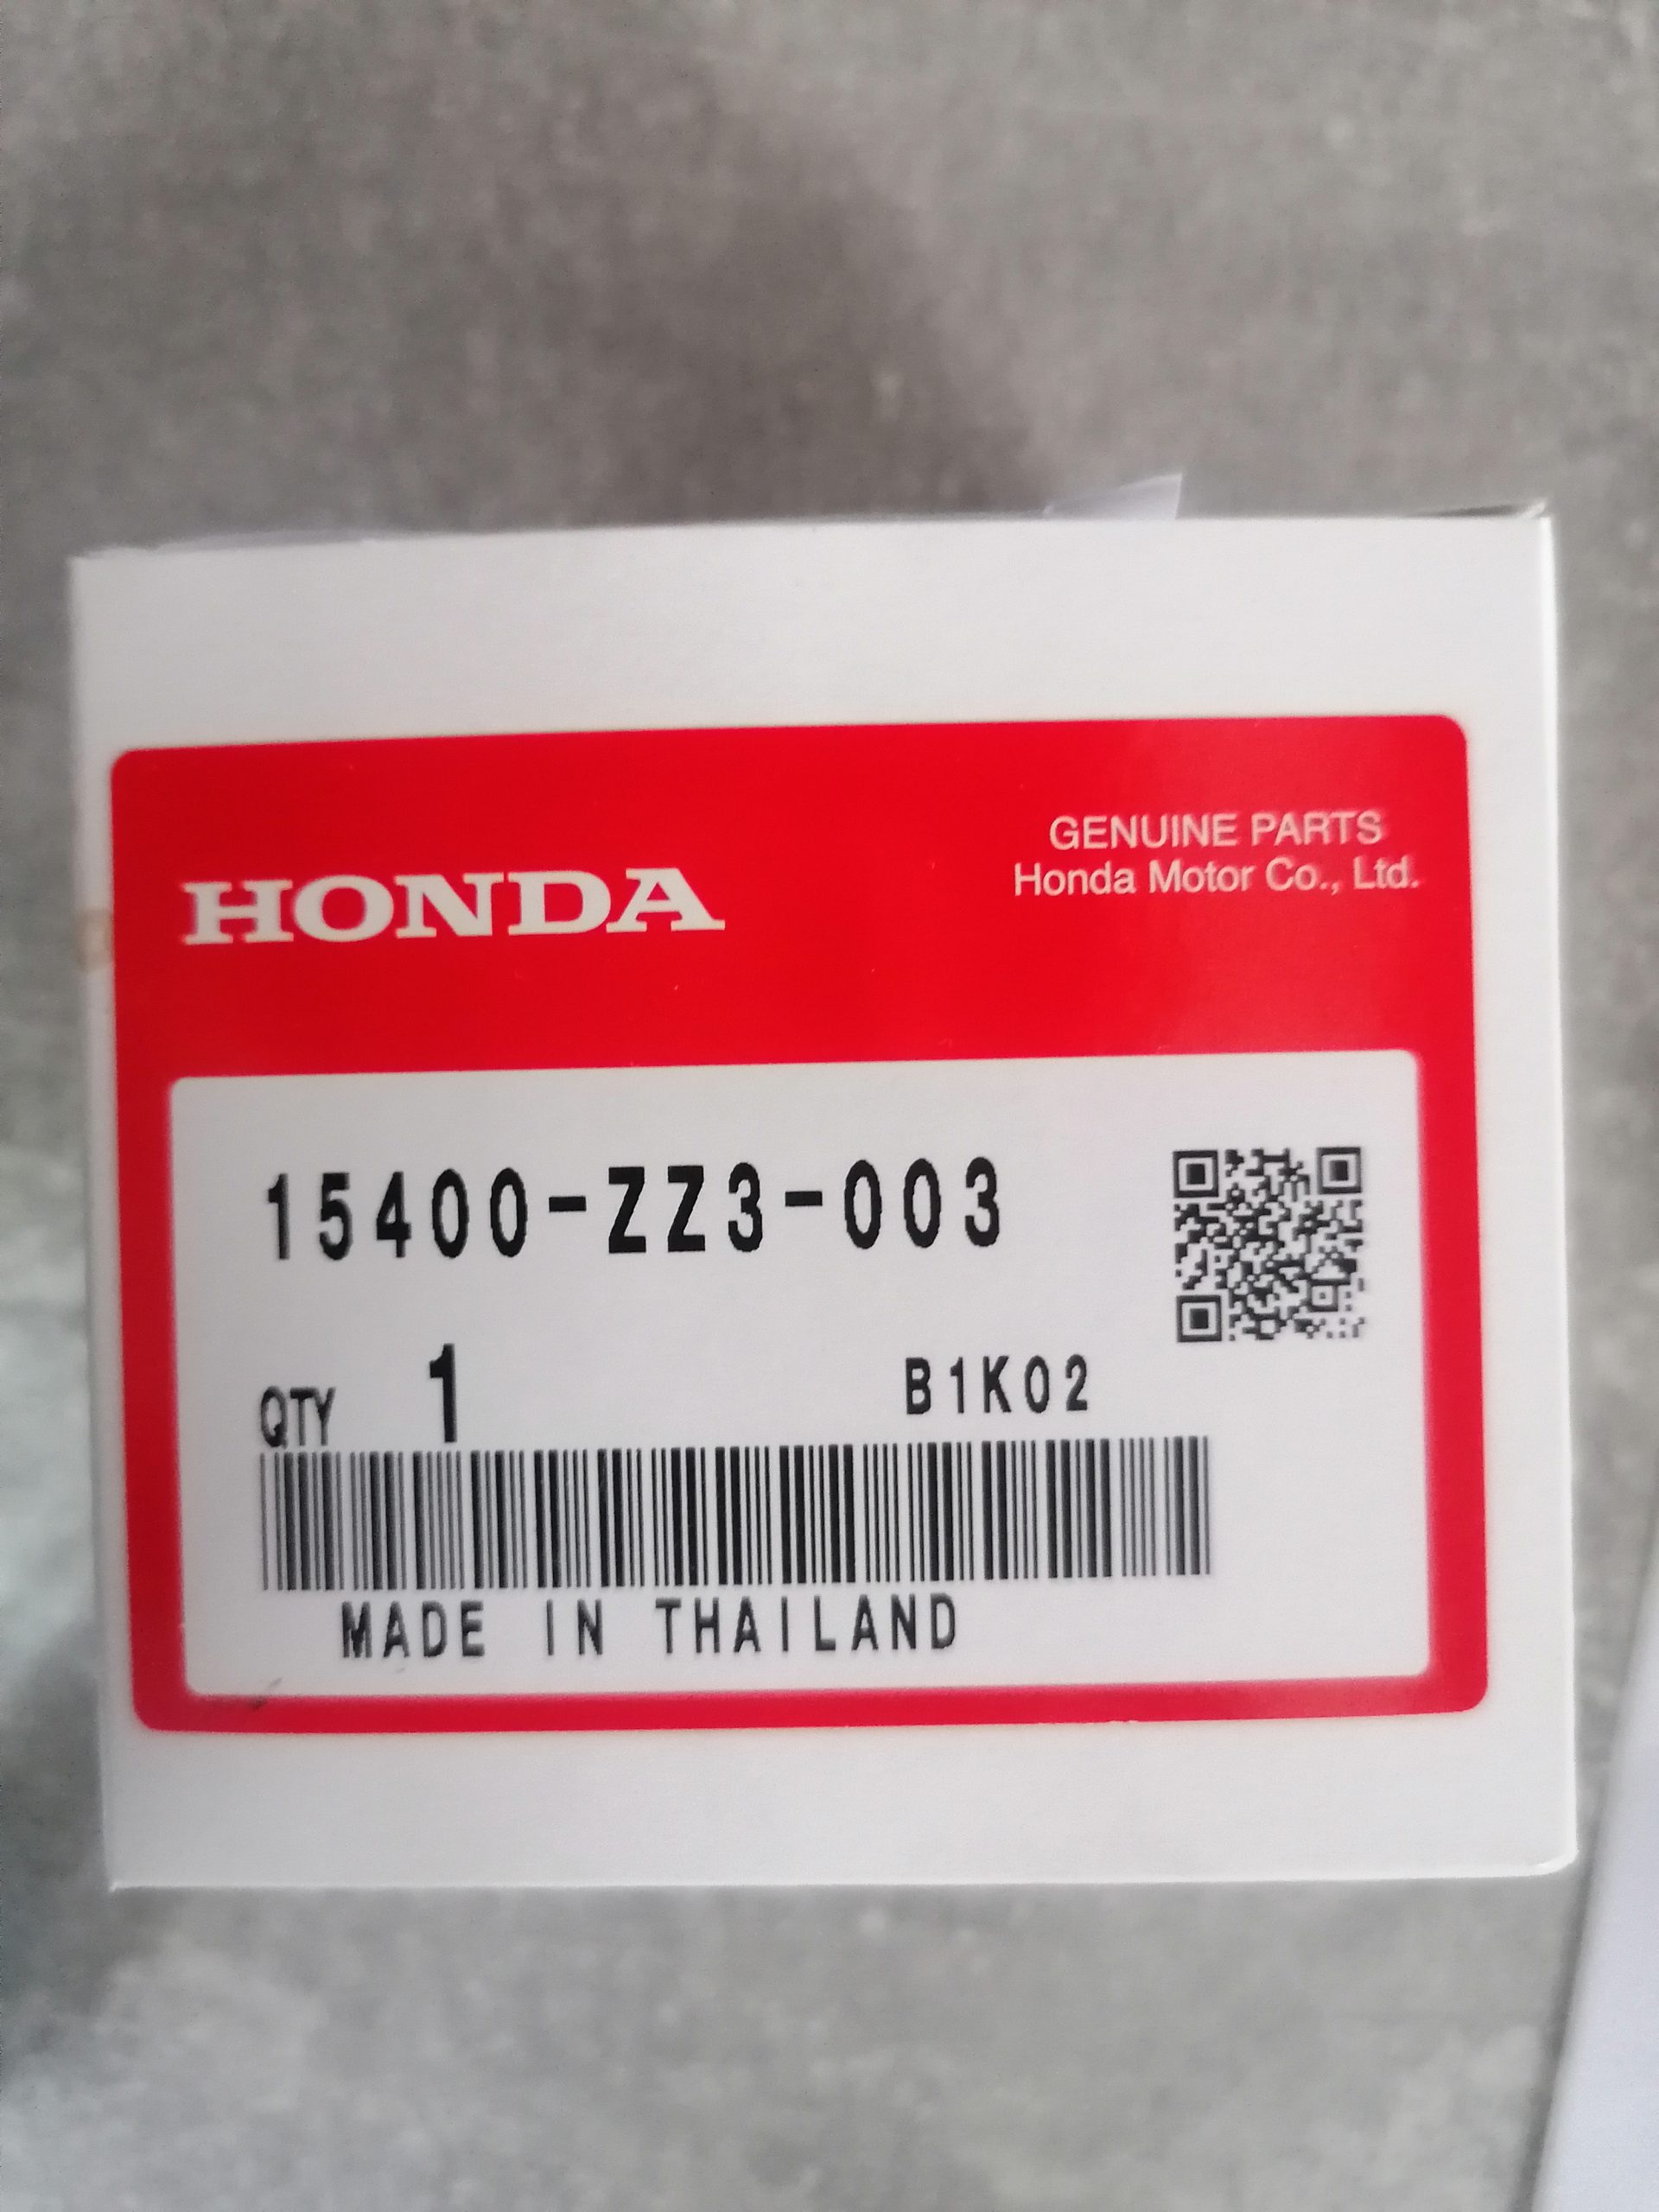 HONDA
GENUINE PARTS
Honda Motor Co., Ltd.
15400-ZZ3-003
QTY 1 B1K02
MADE IN THAILAND